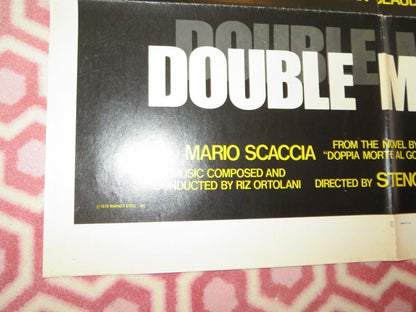 CLAUD
DOUBLE M
DOUBLE M
MARIO SCACCIA
FROM THE NOVEL BY
"DOPPIA MORTE AL GO
MUSIC COMPOSED AND
CONDUCTED BY RIZ ORTOLANI
DIRECTED BY STENO